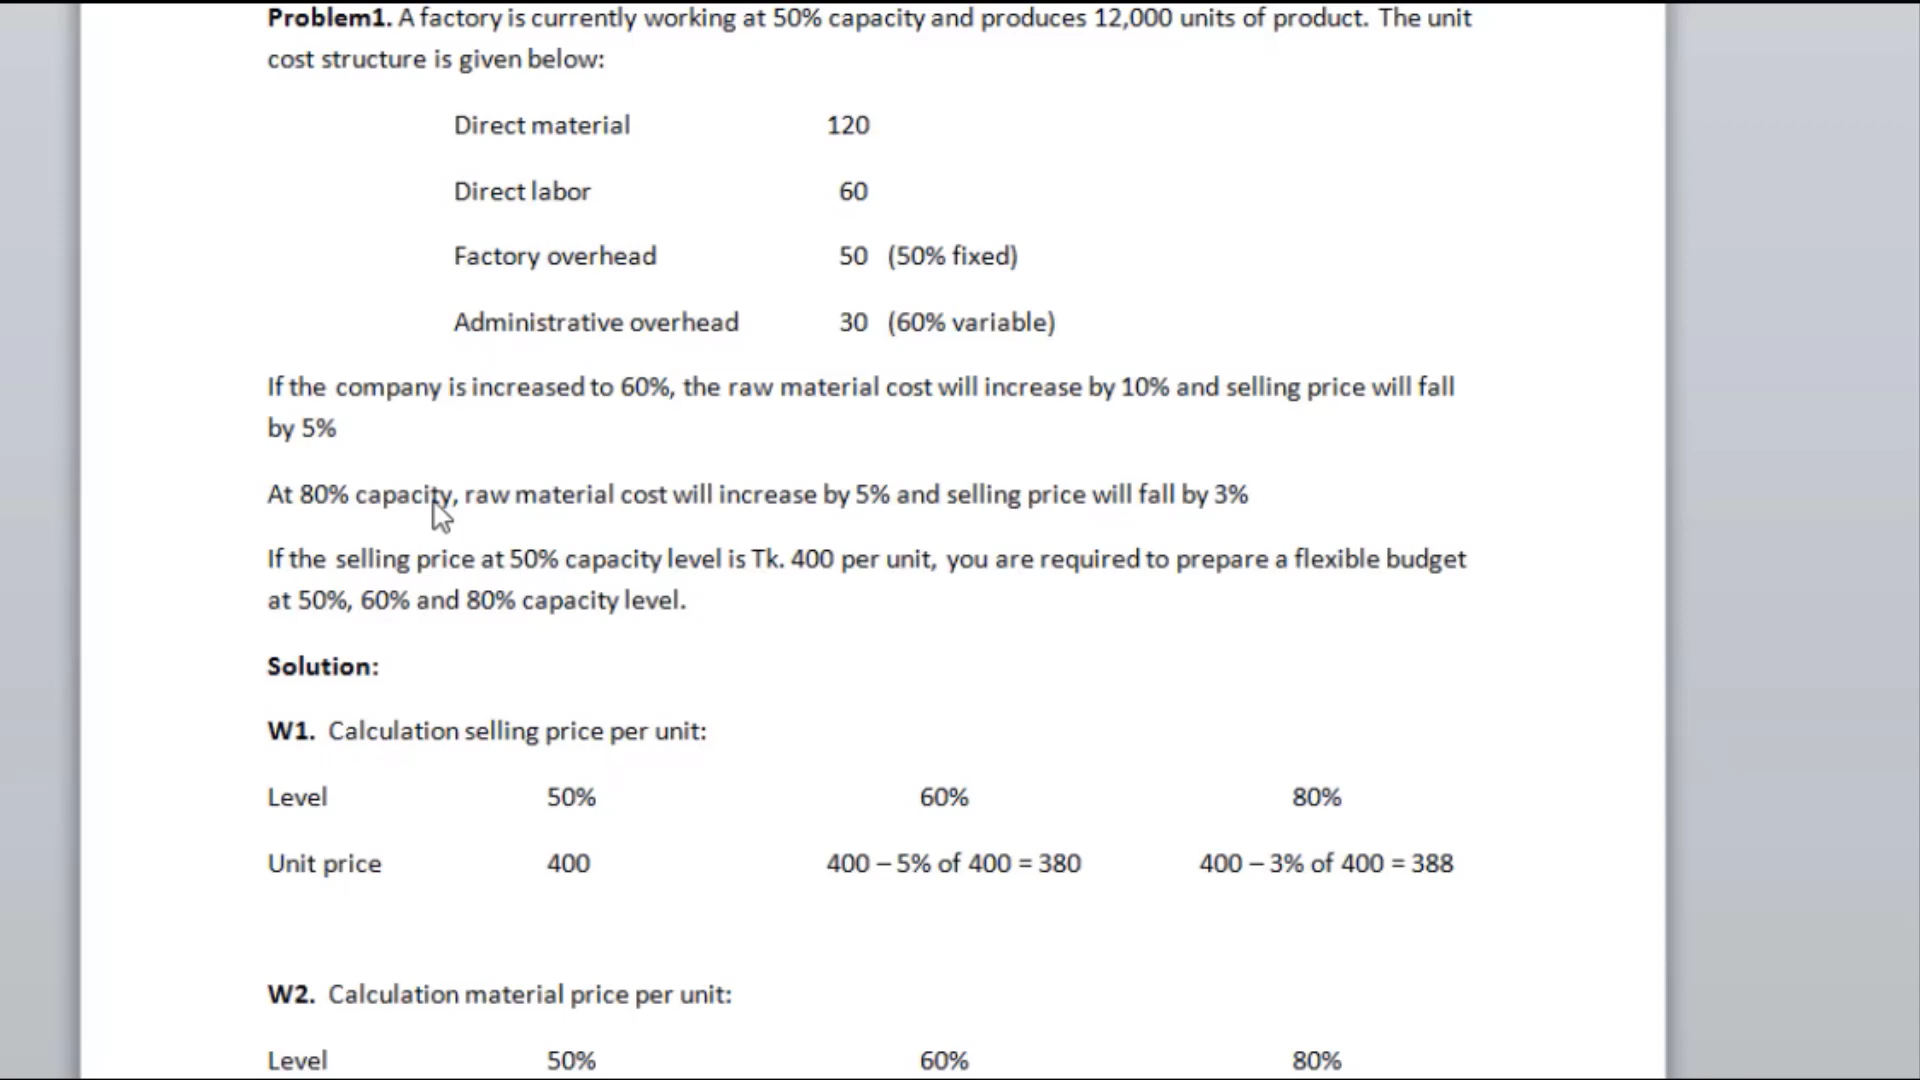 Problem1. A factory is currently working at 50% capacity and produces 12,000 units of product. The unit
cost structure is given below:
Direct material 120
Direct labor 60
Factory overhead 50 (50% fixed)
Administrative overhead 30 (60% variable)
If the company is increased to 60%, the raw material cost will increase by 10% and selling price will fall
by 5%
At 80% capacity, raw material cost will increase by 5% and selling price will fall by 3%
If the selling price at 50% capacity level is Tk. 400 per unit, you are required to prepare a flexible budget
at 50%, 60% and 80% capacity level.
Solution:
W1. Calculation selling price per unit:
Level 50% 60% 80%
Unit price 400 400 – 5% of 400 = 380 400 – 3% of 400 = 388
W2. Calculation material price per unit:
Level 50% 60% 80%